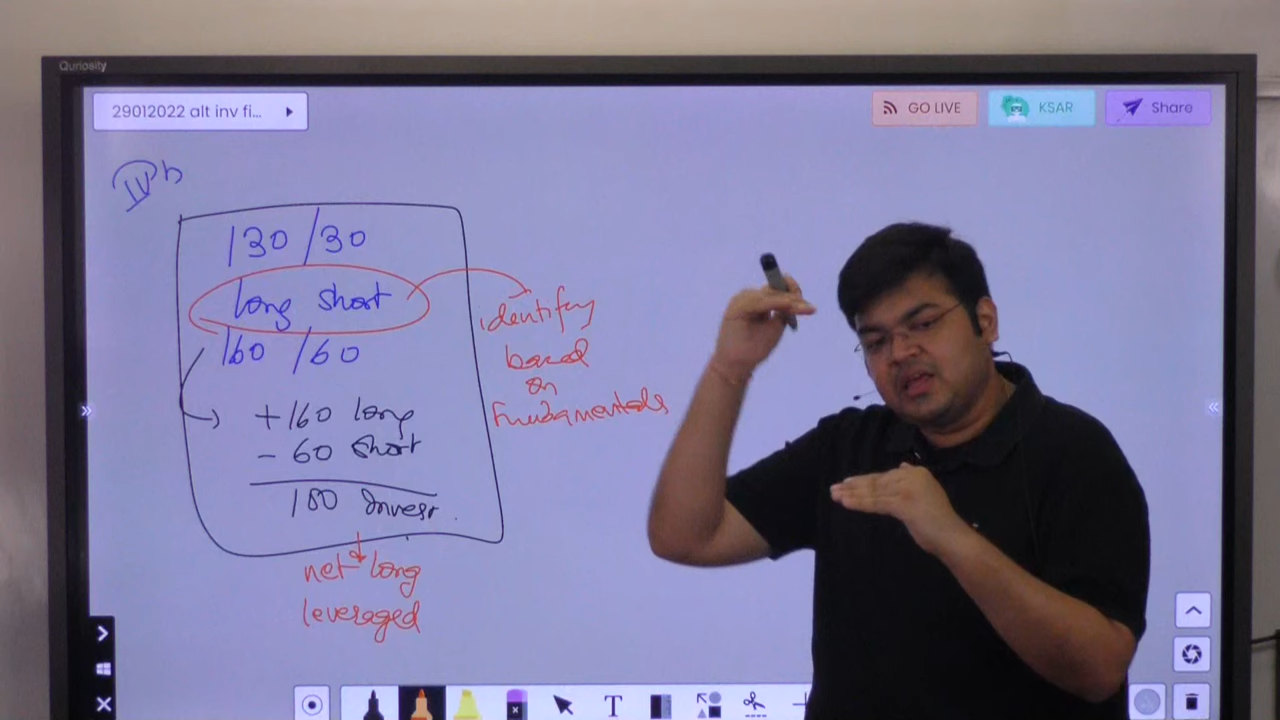 Quriosity
29012022 alt inv fi...
GO LIVE
KSAR
Share
IV b
130/30
long short
160/60
+160 long
- 60 short
100 Invest.
identify
based
on
Fundamentals
net long
leveraged
T